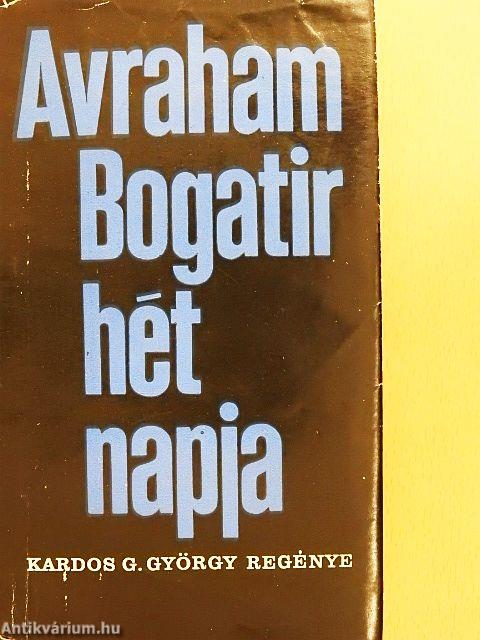 Avraham
Bogatir
hét
napja
KARDOS G. GYÖRGY REGÉNYE
Antikvárium.hu